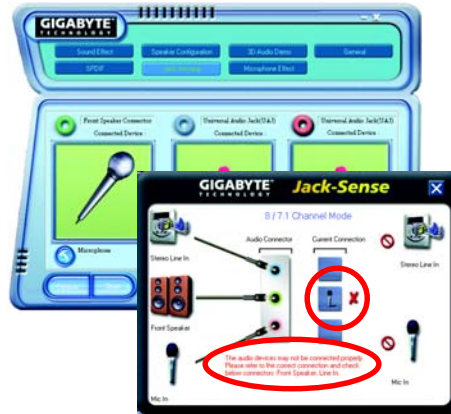 GIGABYTE™
TECHNOLOGY
Sound Effect
Speaker Configuration
3D Audio Demo
General
S/PDIF
Microphone Effect
Front Speaker Connector
Connected Device :
Universal Audio Jack(UAJ)
Connected Device :
Universal Audio Jack(UAJ)
Connected Device :
Microphone
GIGABYTE™
TECHNOLOGY
Jack-Sense
8 / 7.1 Channel Mode
Audio Connector
Current Connection
Stereo Line In
Stereo Line In
Front Speaker
The audio devices may not be connected properly.
Please refer to the correct connection and check
below connectors: Front Speaker, Line In.
Mic In
Mic In